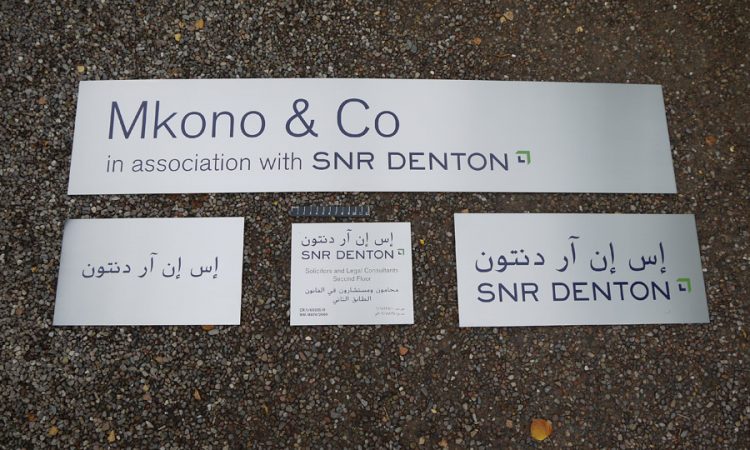 Mkono & Co
in association with SNR DENTON
إس إن آر دنتون
إس إن آر دنتون
SNR DENTON
Solicitors and Legal Consultants
Second Floor
محامون ومستشارون في القانون
الطابق الثاني
إس إن آر دنتون
SNR DENTON